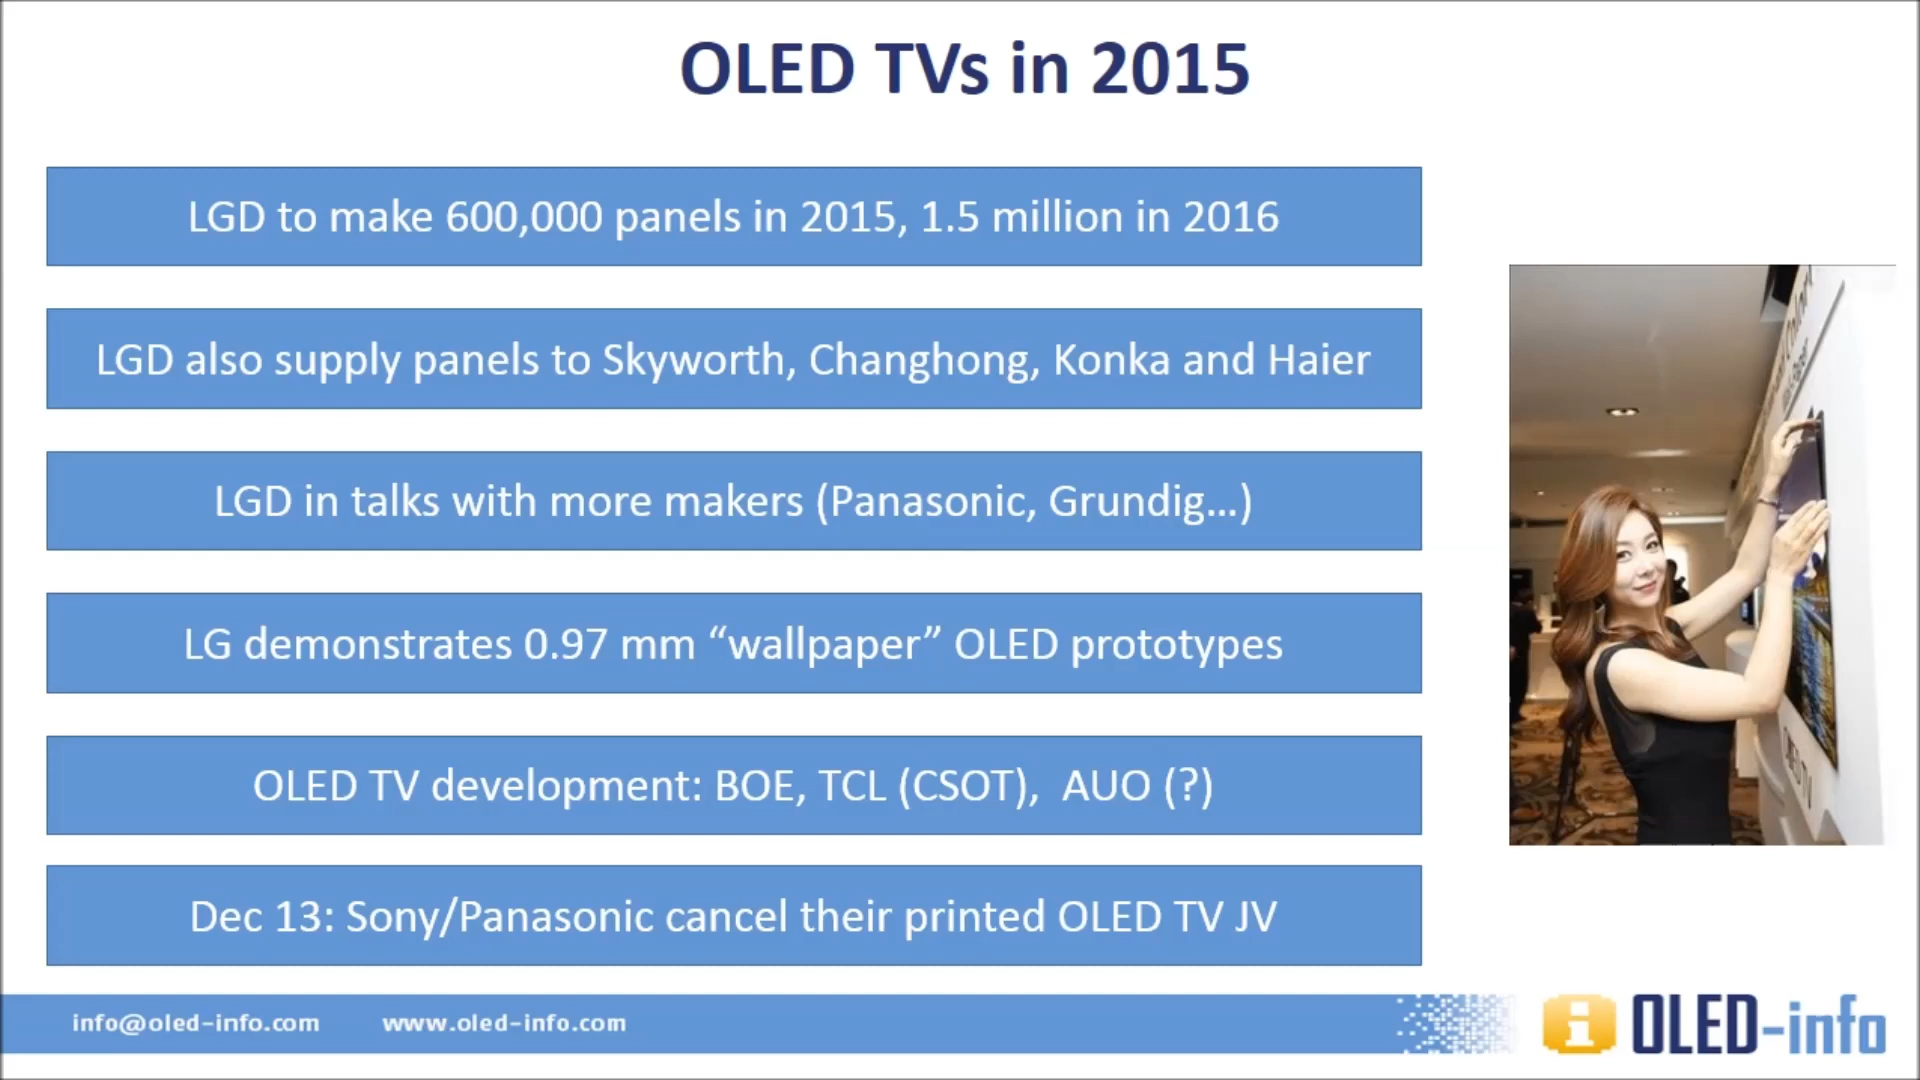 OLED TVs in 2015
LGD to make 600,000 panels in 2015, 1.5 million in 2016
LGD also supply panels to Skyworth, Changhong, Konka and Haier
LGD in talks with more makers (Panasonic, Grundig...)
LG demonstrates 0.97 mm “wallpaper” OLED prototypes
OLED TV development: BOE, TCL (CSOT),  AUO (?)
Dec 13: Sony/Panasonic cancel their printed OLED TV JV
info@oled-info.com
www.oled-info.com
OLED-info